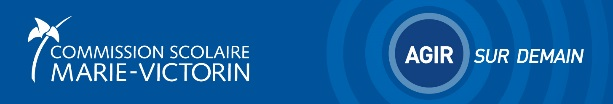 COMMISSION SCOLAIRE
MARIE-VICTORIN
AGIR SUR DEMAIN